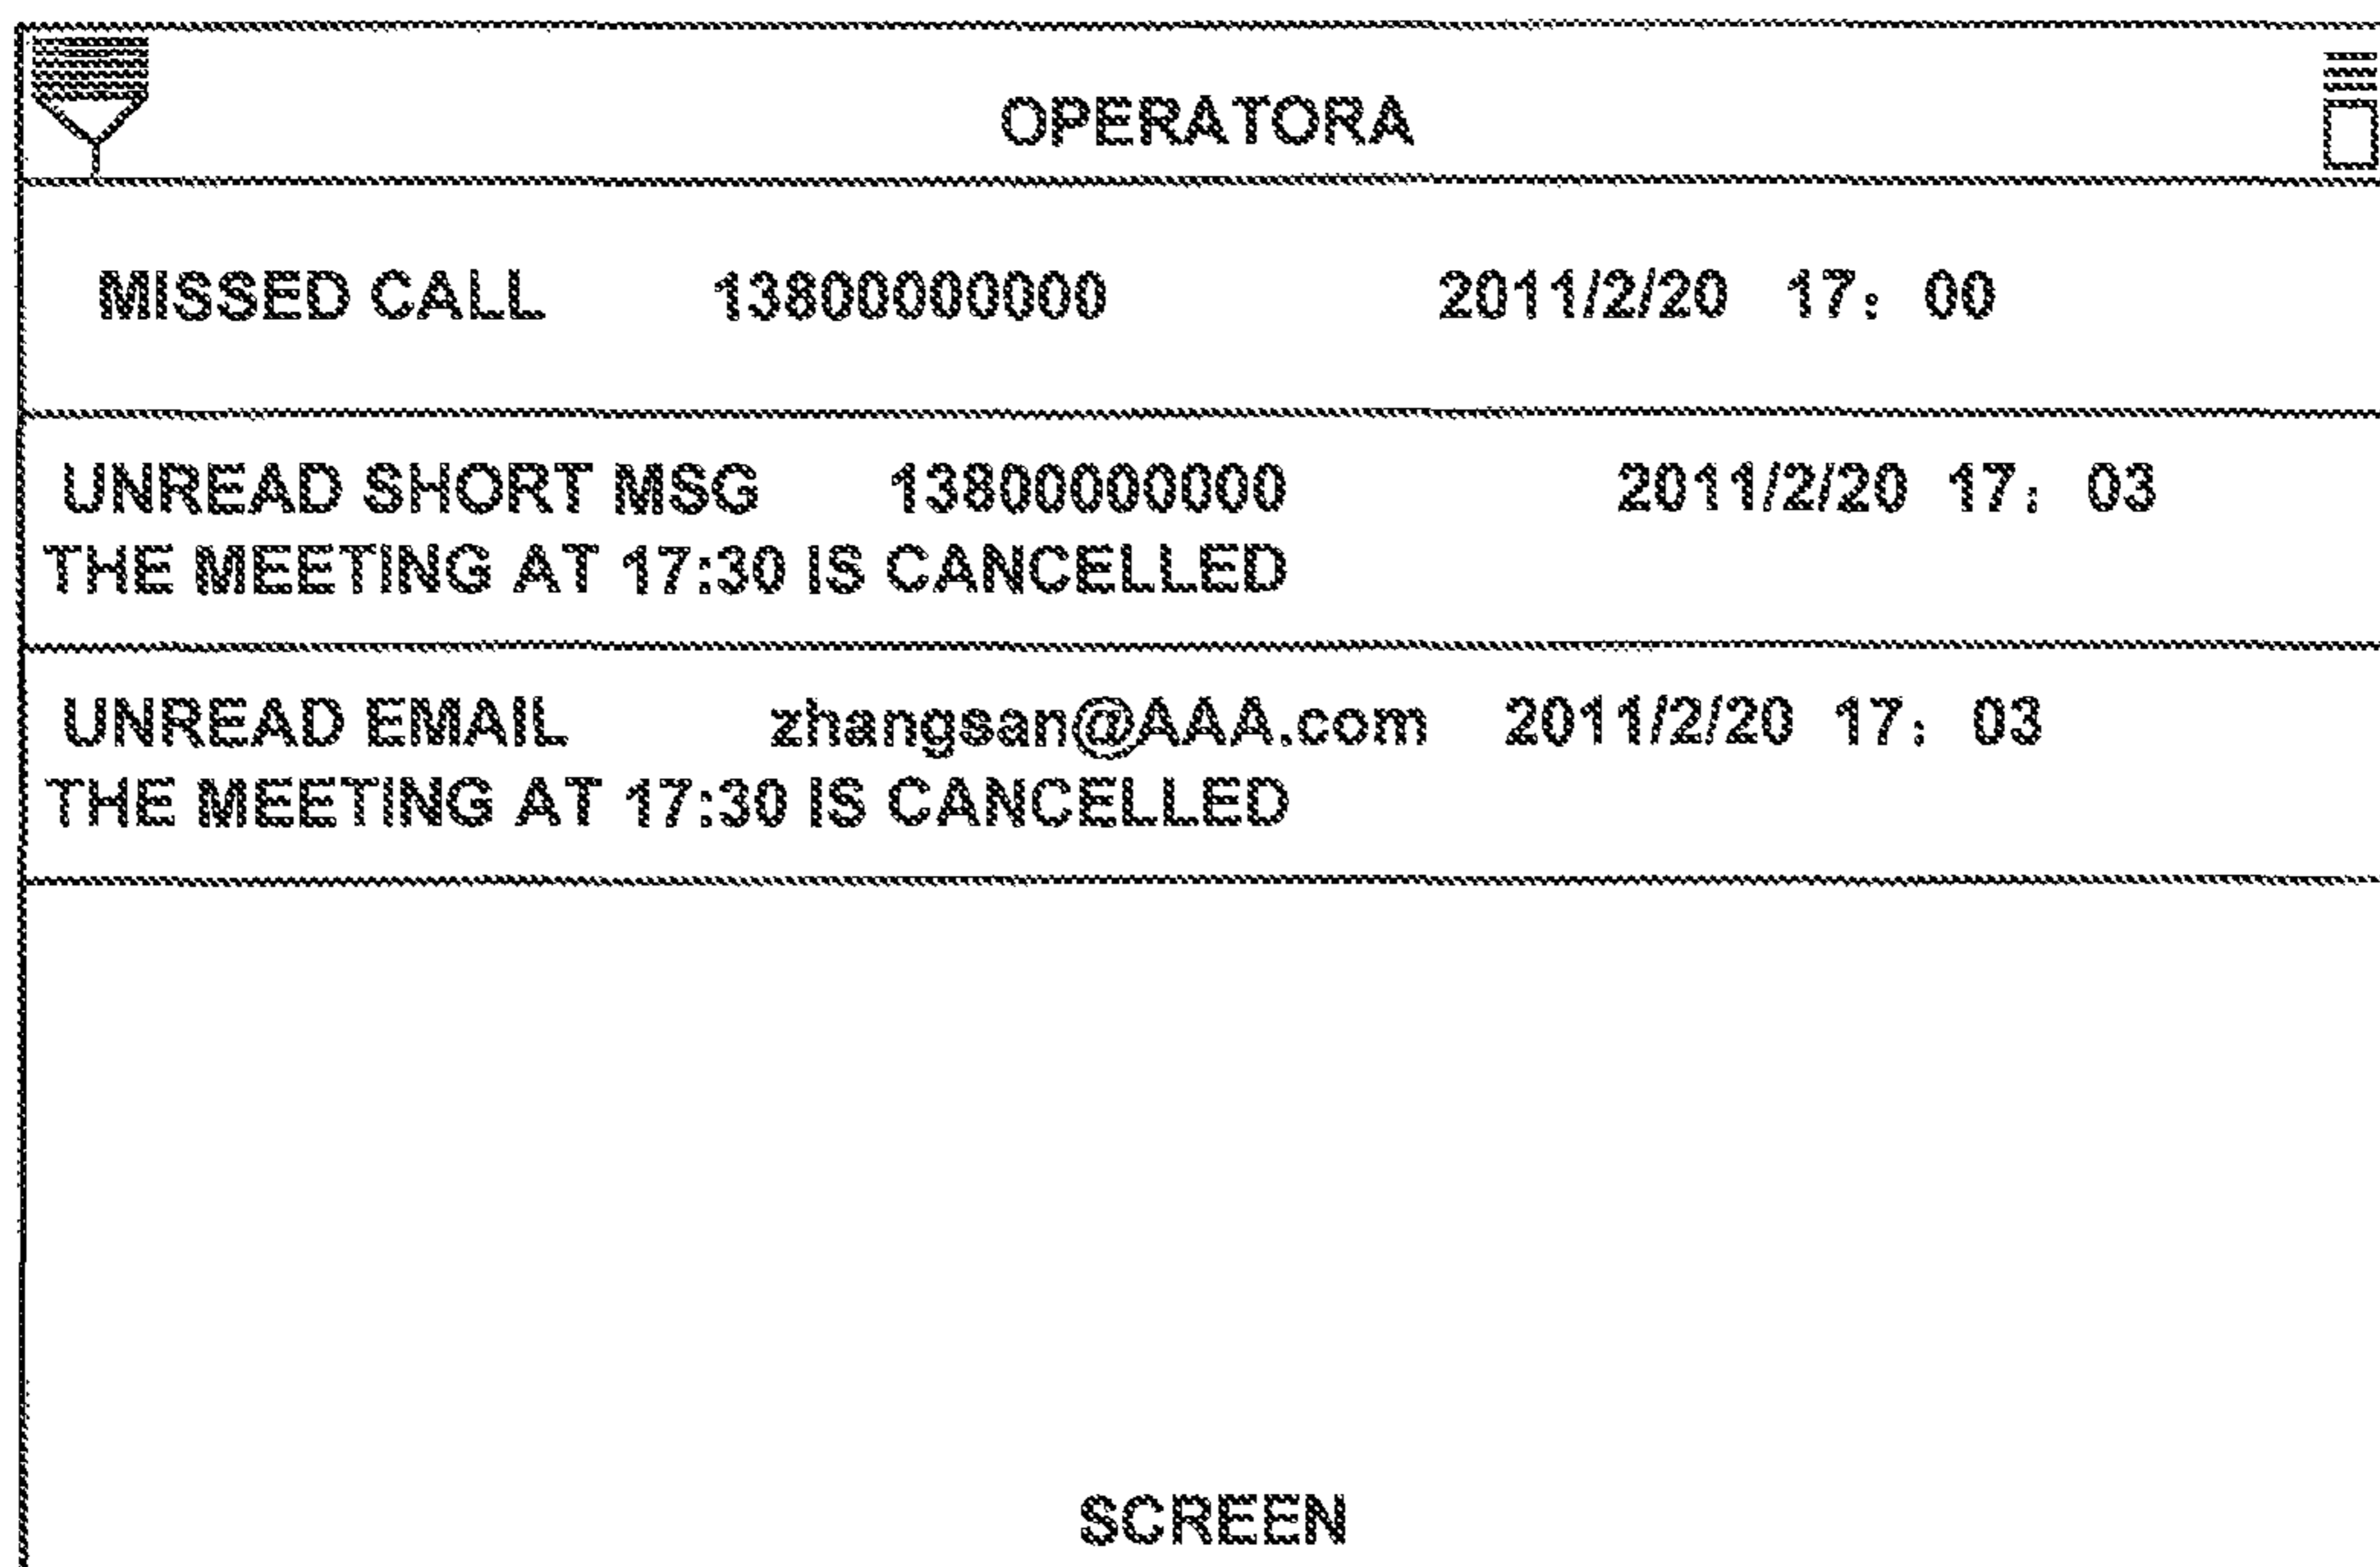 OPERATORA
MISSED CALL 13800000000 2011/2/20 17: 00
UNREAD SHORT MSG 13800000000 2011/2/20 17: 03
THE MEETING AT 17:30 IS CANCELLED
UNREAD EMAIL zhangsan@AAA.com 2011/2/20 17: 03
THE MEETING AT 17:30 IS CANCELLED
SCREEN